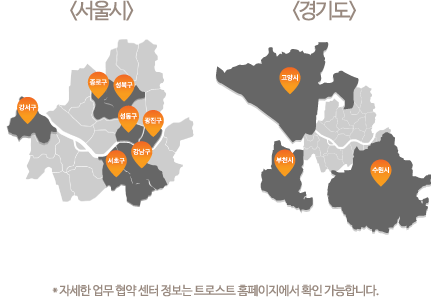 <서울시>
<경기도>
종로구
성북구
강서구
성동구
광진구
서초구
강남구
고양시
부천시
수원시
* 자세한 업무 협약 센터 정보는 트로스트 홈페이지에서 확인 가능합니다.